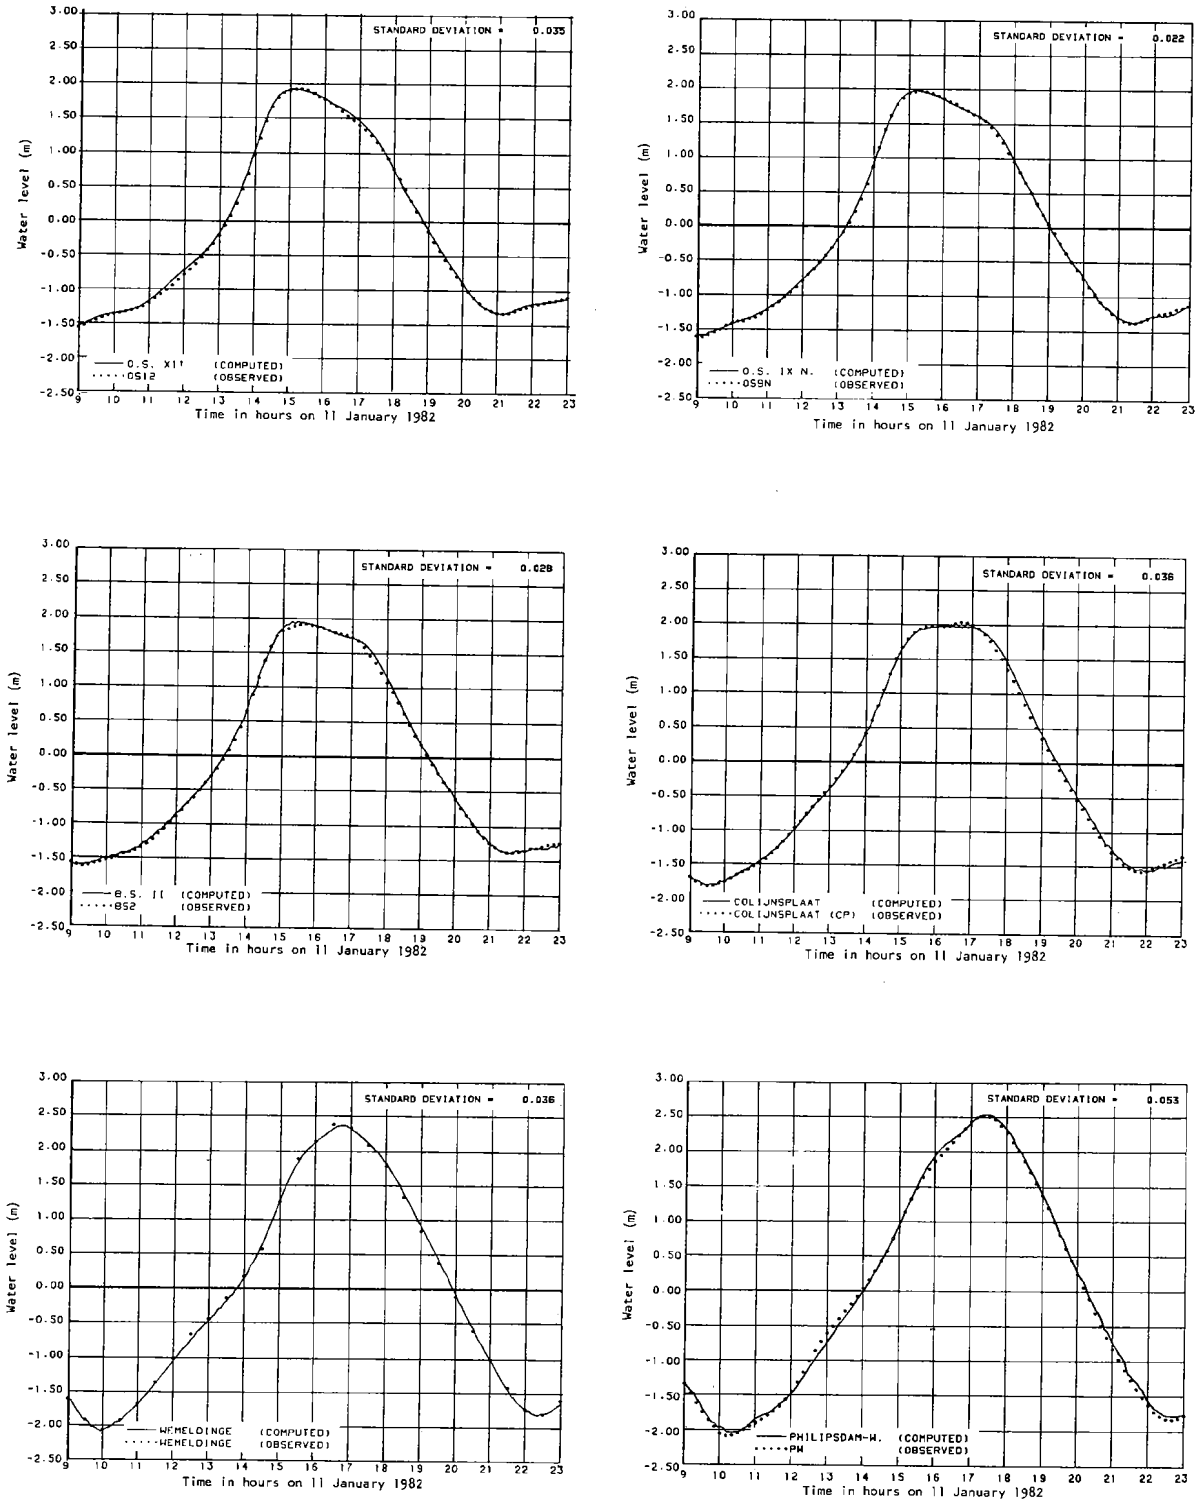 STANDARD DEVIATION = 0.035
3.00
2.50
2.00
1.50
1.00
0.50
0.00
-0.50
-1.00
-1.50
-2.00
-2.50
Water level (m)
(COMPUTED)
OS12 (OBSERVED)
9 10 11 12 13 14 15 16 17 18 19 20 21 22 23
Time in hours on 11 January 1982
STANDARD DEVIATION = 0.022
3.00
2.50
2.00
1.50
1.00
0.50
0.00
-0.50
-1.00
-1.50
-2.00
-2.50
Water level (m)
O.S. IX N. (COMPUTED)
OS9N (OBSERVED)
9 10 11 12 13 14 15 16 17 18 19 20 21 22 23
Time in hours on 11 January 1982
STANDARD DEVIATION = 0.028
3.00
2.50
2.00
1.50
1.00
0.50
0.00
-0.50
-1.00
-1.50
-2.00
-2.50
Water level (m)
B.S. II (COMPUTED)
BS2 (OBSERVED)
9 10 11 12 13 14 15 16 17 18 19 20 21 22 23
Time in hours on 11 January 1982
STANDARD DEVIATION =
3.00
2.50
2.00
1.50
1.00
0.50
0.00
-0.50
-1.00
-1.50
-2.00
-2.50
Water level (m)
COLIJNSPLAAT (COMPUTED)
COLIJNSPLAAT (CP) (OBSERVED)
9 10 11 12 13 14 15 16 17 18 19 20 21 22 23
Time in hours on 11 January 1982
STANDARD DEVIATION = 0.036
3.00
2.50
2.00
1.50
1.00
0.50
0.00
-0.50
-1.00
-1.50
-2.00
-2.50
Water level (m)
WEMELDINGE (COMPUTED)
WEMELDINGE (OBSERVED)
9 10 11 12 13 14 15 16 17 18 19 20 21 22 23
Time in hours on 11 January 1982
STANDARD DEVIATION = 0.053
3.00
2.50
2.00
1.50
1.00
0.50
0.00
-0.50
-1.00
-1.50
-2.00
-2.50
Water level (m)
PHILIPSDAM-W. (COMPUTED)
PW (OBSERVED)
9 10 11 12 13 14 15 16 17 18 19 20 21 22 23
Time in hours on 11 January 1982